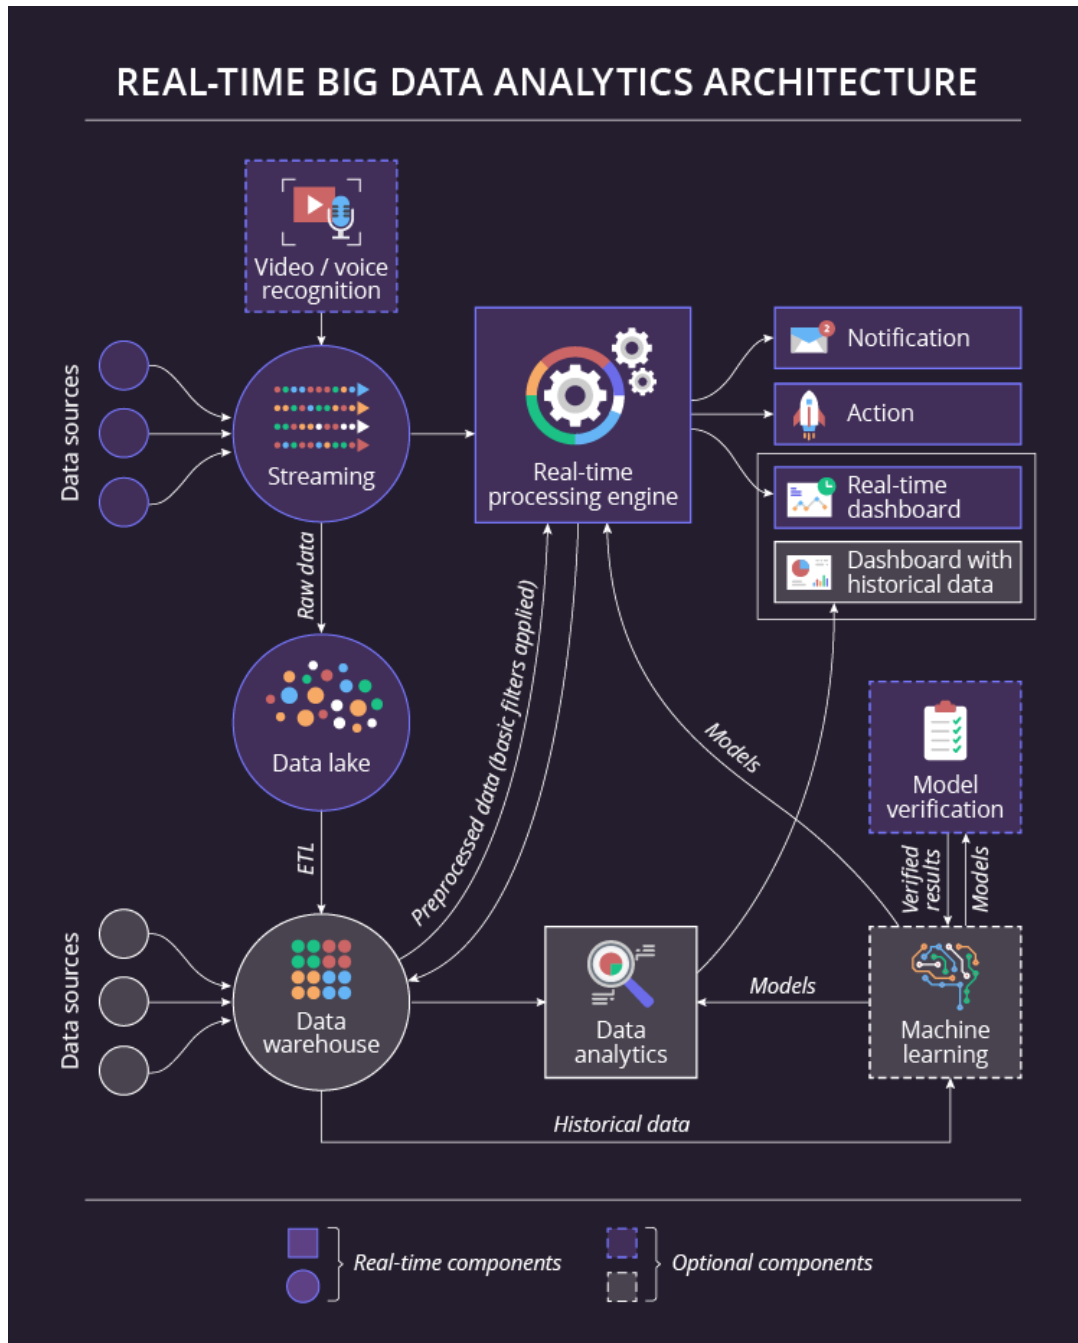 REAL-TIME BIG DATA ANALYTICS ARCHITECTURE
Video / voice
recognition
Data sources
Streaming
Real-time
processing engine
2
Notification
Action
Real-time
dashboard
Dashboard with
historical data
Raw data
Data lake
Preprocessed data (basic filters applied)
Models
Model
verification
ETL
Verified
results
Models
Data sources
Data
warehouse
Data
analytics
Models
Machine
learning
Historical data
Real-time components
Optional components